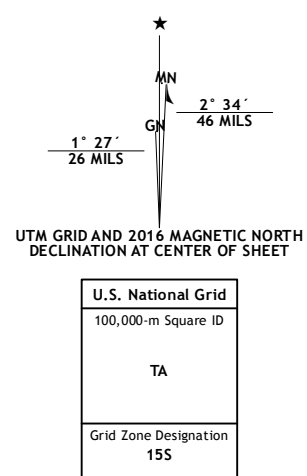 ★
MN
GN
2° 34´
46 MILS
1° 27´
26 MILS
UTM GRID AND 2016 MAGNETIC NORTH
DECLINATION AT CENTER OF SHEET
U.S. National Grid
100,000-m Square ID
TA
Grid Zone Designation
15S